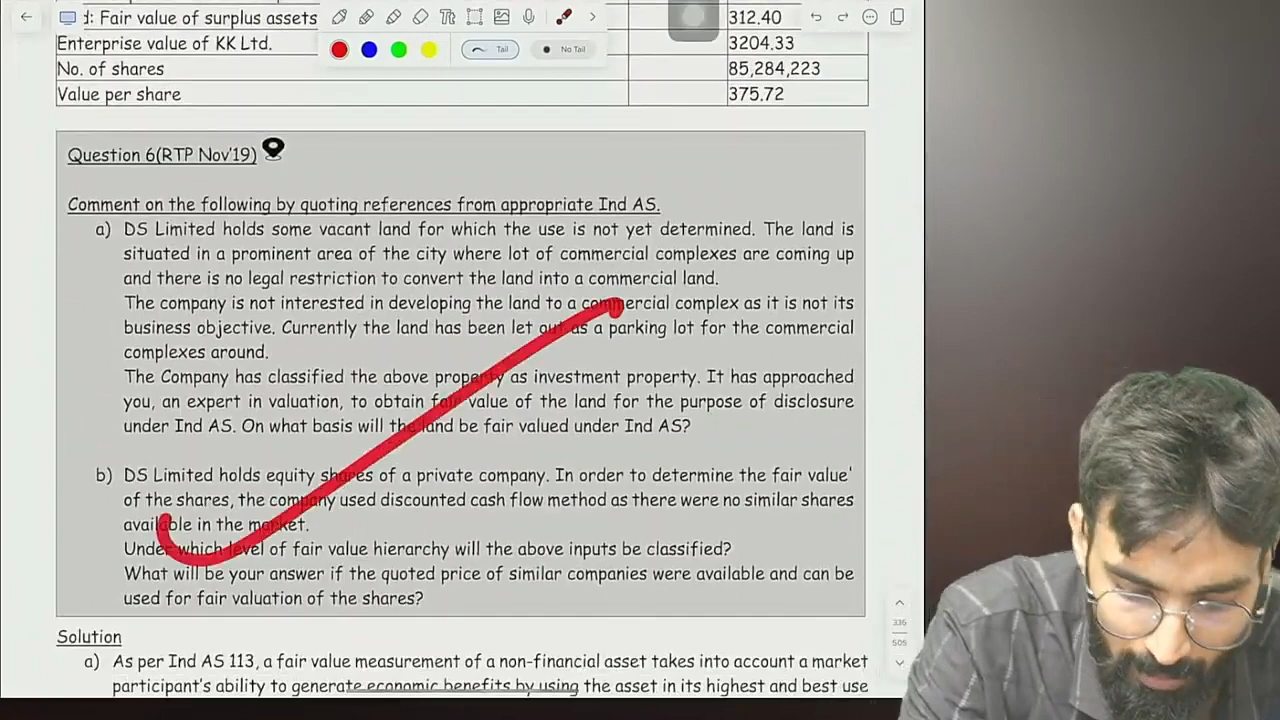 d: Fair value of surplus assets 312.40
Enterprise value of KK Ltd. 3204.33
No. of shares 85,284,223
Value per share 375.72
Tail
No Tail
Question 6(RTP Nov'19)
Comment on the following by quoting references from appropriate Ind AS.
a) DS Limited holds some vacant land for which the use is not yet determined. The land is
situated in a prominent area of the city where lot of commercial complexes are coming up
and there is no legal restriction to convert the land into a commercial land.
The company is not interested in developing the land to a commercial complex as it is not its
business objective. Currently the land has been let out as a parking lot for the commercial
complexes around.
The Company has classified the above property as investment property. It has approached
you, an expert in valuation, to obtain fair value of the land for the purpose of disclosure
under Ind AS. On what basis will the land be fair valued under Ind AS?
b) DS Limited holds equity shares of a private company. In order to determine the fair value'
of the shares, the company used discounted cash flow method as there were no similar shares
available in the market.
Under which level of fair value hierarchy will the above inputs be classified?
What will be your answer if the quoted price of similar companies were available and can be
used for fair valuation of the shares?
336
505
Solution
a) As per Ind AS 113, a fair value measurement of a non-financial asset takes into account a market
participant's ability to generate economic benefits by using the asset in its highest and best use